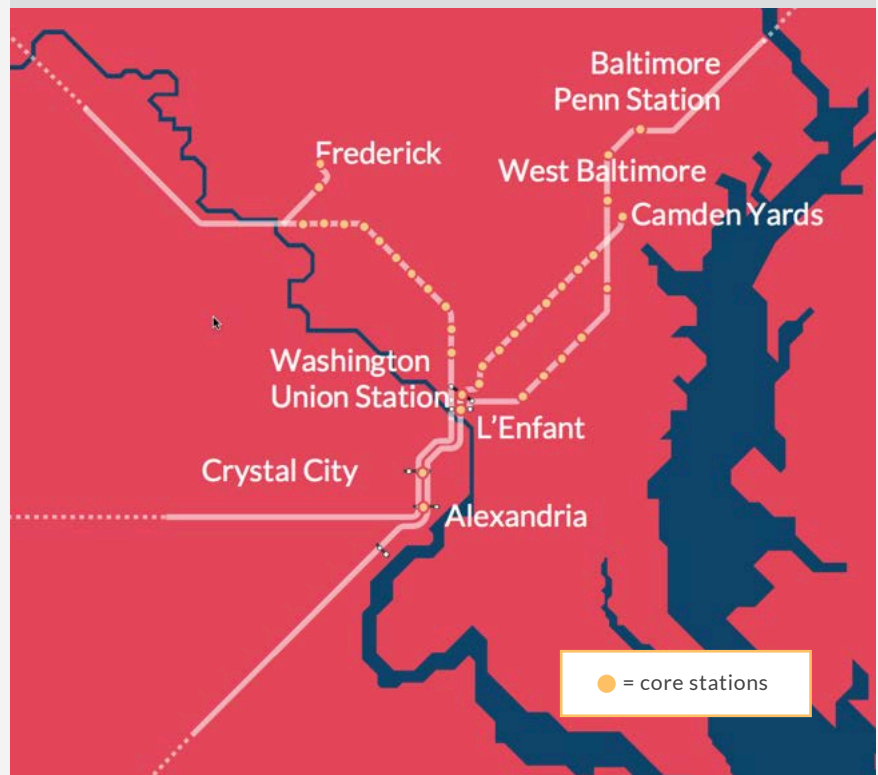 Baltimore
Penn Station
Frederick
West Baltimore
Camden Yards
Washington
Union Station
L'Enfant
Crystal City
Alexandria
= core stations